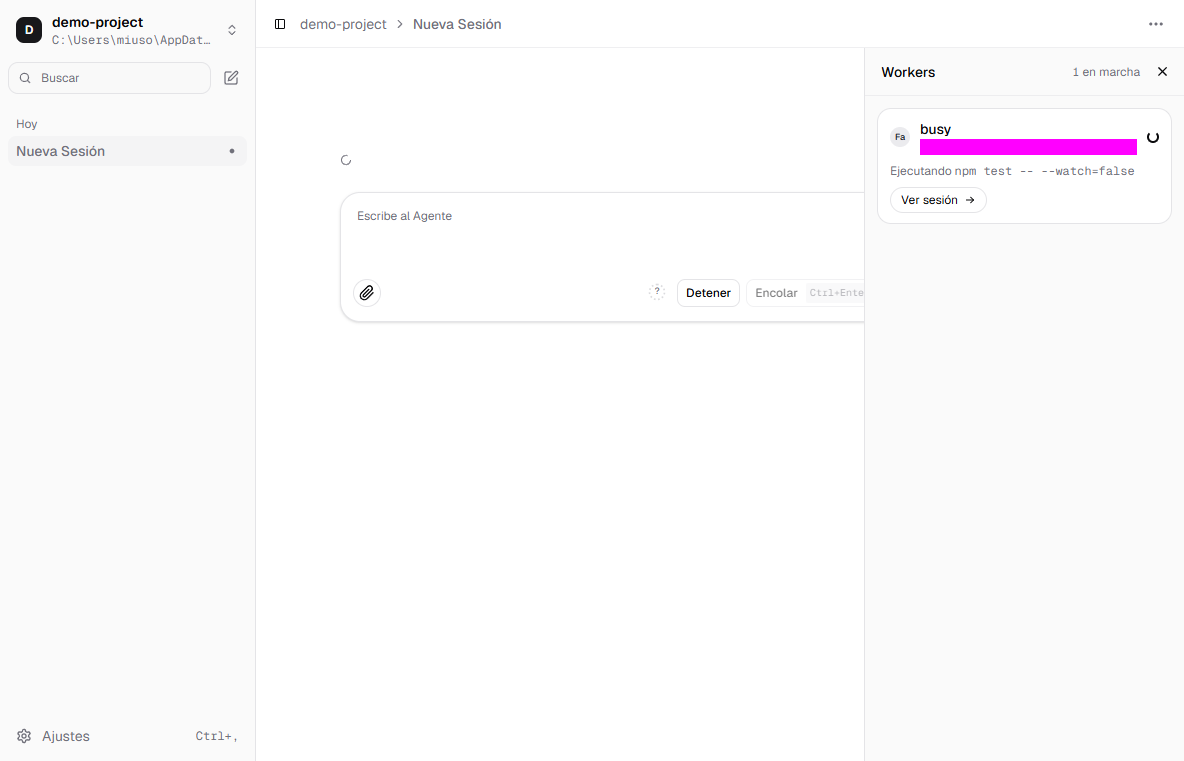 D
demo-project
C:\Users\miuso\AppDat…
Buscar
Hoy
Nueva Sesión
Ajustes
Ctrl+,
demo-project
Nueva Sesión
Escribe al Agente
?
Detener
Encolar
Ctrl+Ente
Workers
1 en marcha
Fa
busy
Ejecutando npm test -- --watch=false
Ver sesión →